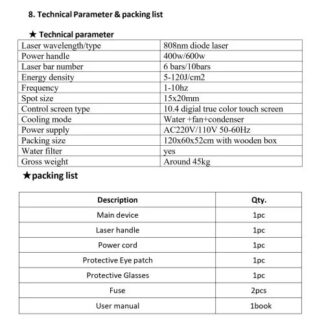 8. Technical Parameter & packing list
★ Technical parameter
Laser wavelength/type 808nm diode laser
Power handle 400w/600w
Laser bar number 6 bars/10bars
Energy density 5-120J/cm2
Frequency 1-10hz
Spot size 15x20mm
Control screen type 10.4 digial true color touch screen
Cooling mode Water +fan+condenser
Power supply AC220V/110V 50-60Hz
Packing size 120x60x52cm with wooden box
Water filter yes
Gross weight Around 45kg
★packing list
Description Qty.
Main device 1pc
Laser handle 1pc
Power cord 1pc
Protective Eye patch 1pc
Protective Glasses 1pc
Fuse 2pcs
User manual 1book